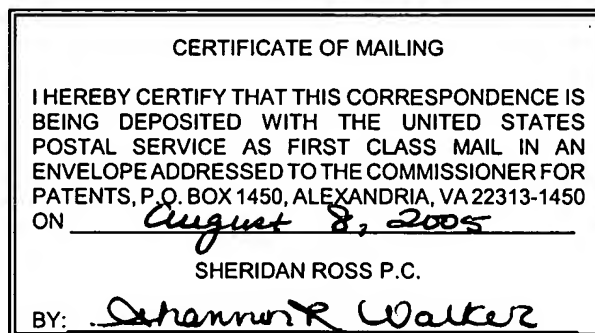 CERTIFICATE OF MAILING
I HEREBY CERTIFY THAT THIS CORRESPONDENCE IS
BEING DEPOSITED WITH THE UNITED STATES
POSTAL SERVICE AS FIRST CLASS MAIL IN AN
ENVELOPE ADDRESSED TO THE COMMISSIONER FOR
PATENTS, P.O. BOX 1450, ALEXANDRIA, VA 22313-1450
ON August 8, 2005
SHERIDAN ROSS P.C.
BY: Shannon R Walker